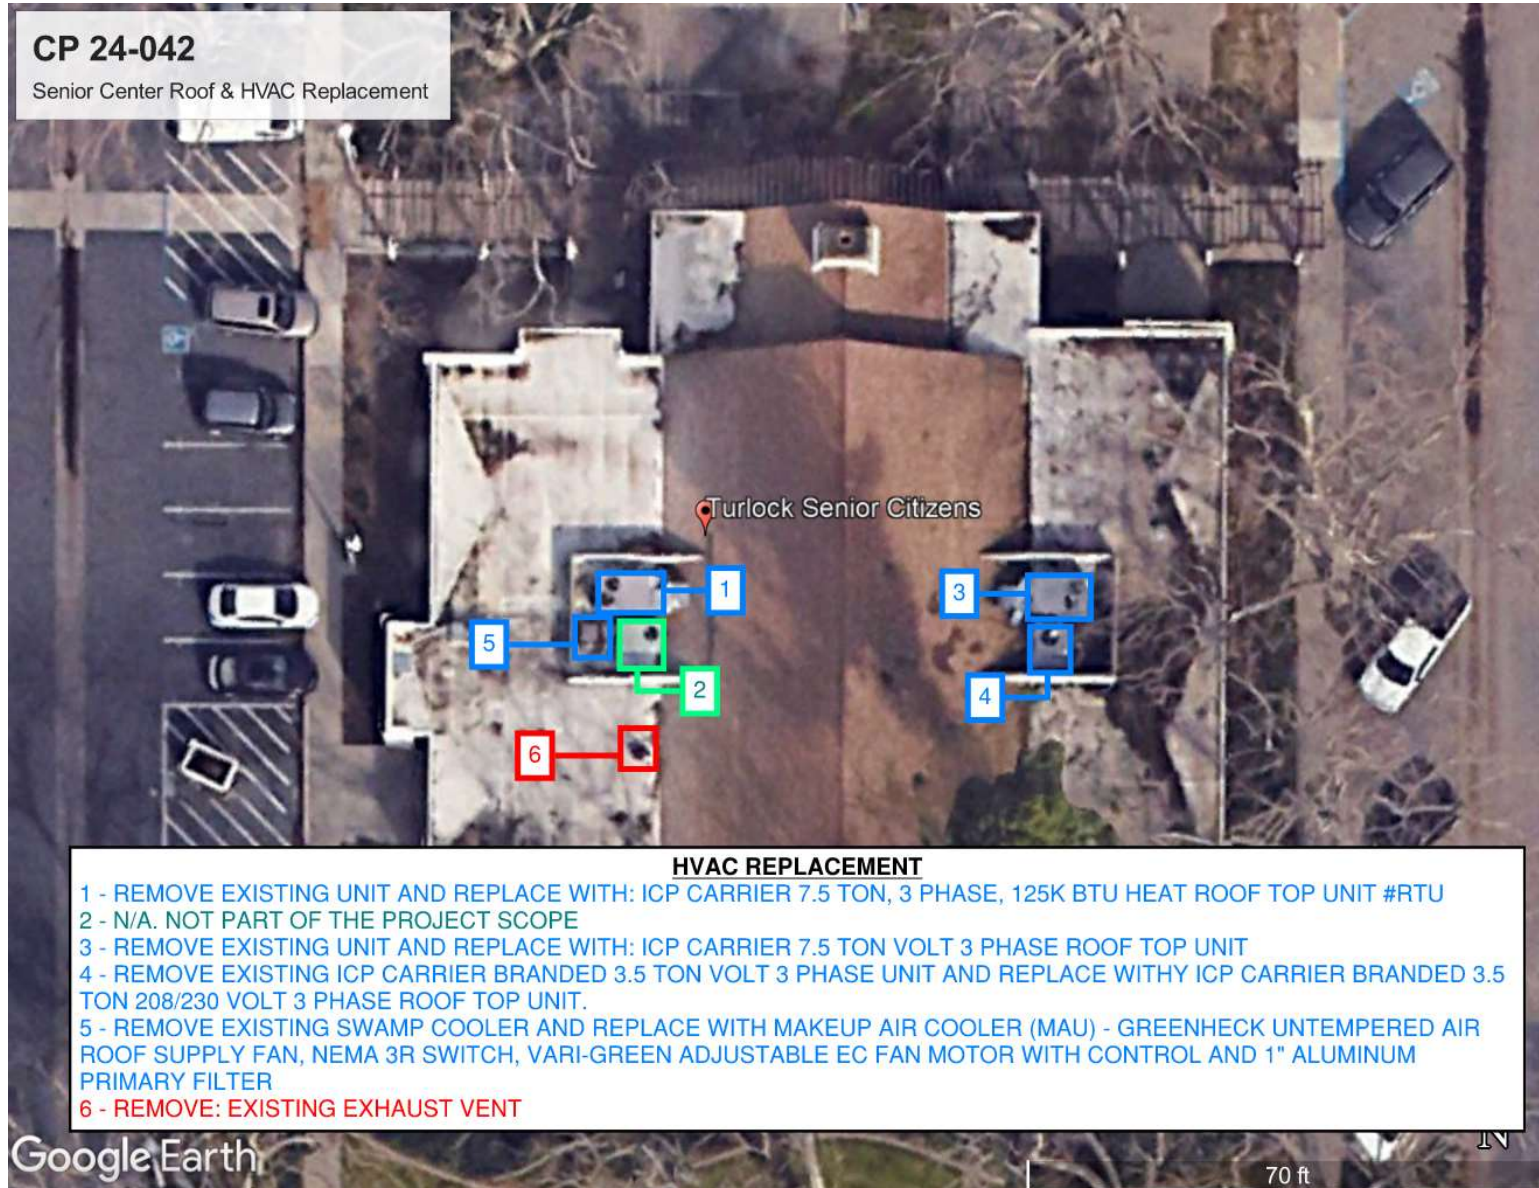 CP 24-042
Senior Center Roof & HVAC Replacement
Turlock Senior Citizens
1
3
5
2
4
6
HVAC REPLACEMENT
1 - REMOVE EXISTING UNIT AND REPLACE WITH: ICP CARRIER 7.5 TON, 3 PHASE, 125K BTU HEAT ROOF TOP UNIT #RTU
2 - N/A. NOT PART OF THE PROJECT SCOPE
3 - REMOVE EXISTING UNIT AND REPLACE WITH: ICP CARRIER 7.5 TON VOLT 3 PHASE ROOF TOP UNIT
4 - REMOVE EXISTING ICP CARRIER BRANDED 3.5 TON VOLT 3 PHASE UNIT AND REPLACE WITHY ICP CARRIER BRANDED 3.5
TON 208/230 VOLT 3 PHASE ROOF TOP UNIT.
5 - REMOVE EXISTING SWAMP COOLER AND REPLACE WITH MAKEUP AIR COOLER (MAU) - GREENHECK UNTEMPERED AIR
ROOF SUPPLY FAN, NEMA 3R SWITCH, VARI-GREEN ADJUSTABLE EC FAN MOTOR WITH CONTROL AND 1" ALUMINUM
PRIMARY FILTER
6 - REMOVE: EXISTING EXHAUST VENT
Google Earth
N
70 ft